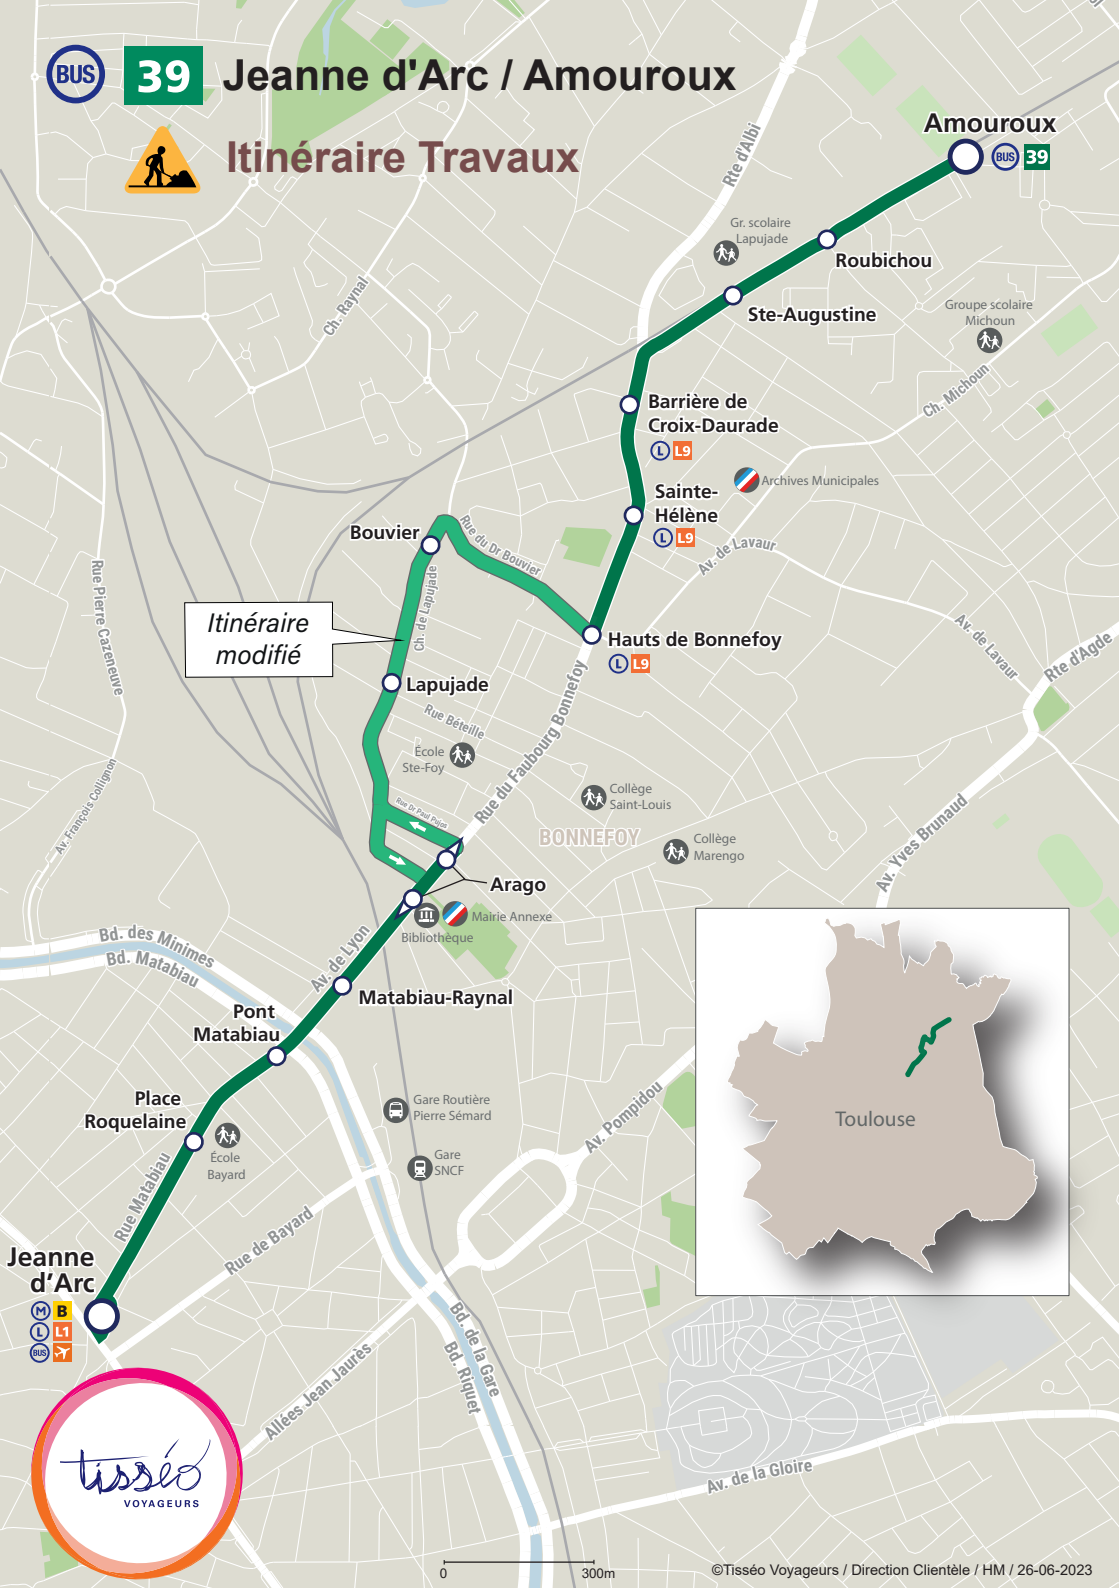 BUS 39 Jeanne d'Arc / Amouroux
Itinéraire Travaux
Amouroux
BUS 39
Rte d'Albi
Gr. scolaire
Lapujade
Roubichou
Ste-Augustine
Groupe scolaire
Michoun
Ch. Raynal
Ch. Michoun
Barrière de
Croix-Daurade
L L9
Archives Municipales
Sainte-
Hélène
L L9
Bouvier
Rue du Dr Bouvier
Av. de Lavaur
Rue Pierre Cazeneuve
Ch. de Lapujade
Itinéraire
modifié
Hauts de Bonnefoy
L L9
Av. de Lavaur
Rte d'Agde
Lapujade
Rue Béteille
Rue du Faubourg Bonnefoy
École
Ste-Foy
Collège
Saint-Louis
Rue Dr Paul Pujos
BONNEFOY
Collège
Marengo
Av. François Collignon
Av. Yves Brunaud
Arago
Mairie Annexe
Bibliothèque
Bd. des Minimes
Bd. Matabiau
Av. de Lyon
Matabiau-Raynal
Pont
Matabiau
Place
Roquelaine
École
Bayard
Gare Routière
Pierre Sémard
Gare
SNCF
Av. Pompidou
Toulouse
Rue Matabiau
Rue de Bayard
Jeanne
d'Arc
M B
L L1
BUS
Bd. de la Gare
Bd. Riquet
Allées Jean Jaurès
Av. de la Gloire
tisséo
VOYAGEURS
0 300m
©Tisséo Voyageurs / Direction Clientèle / HM / 26-06-2023